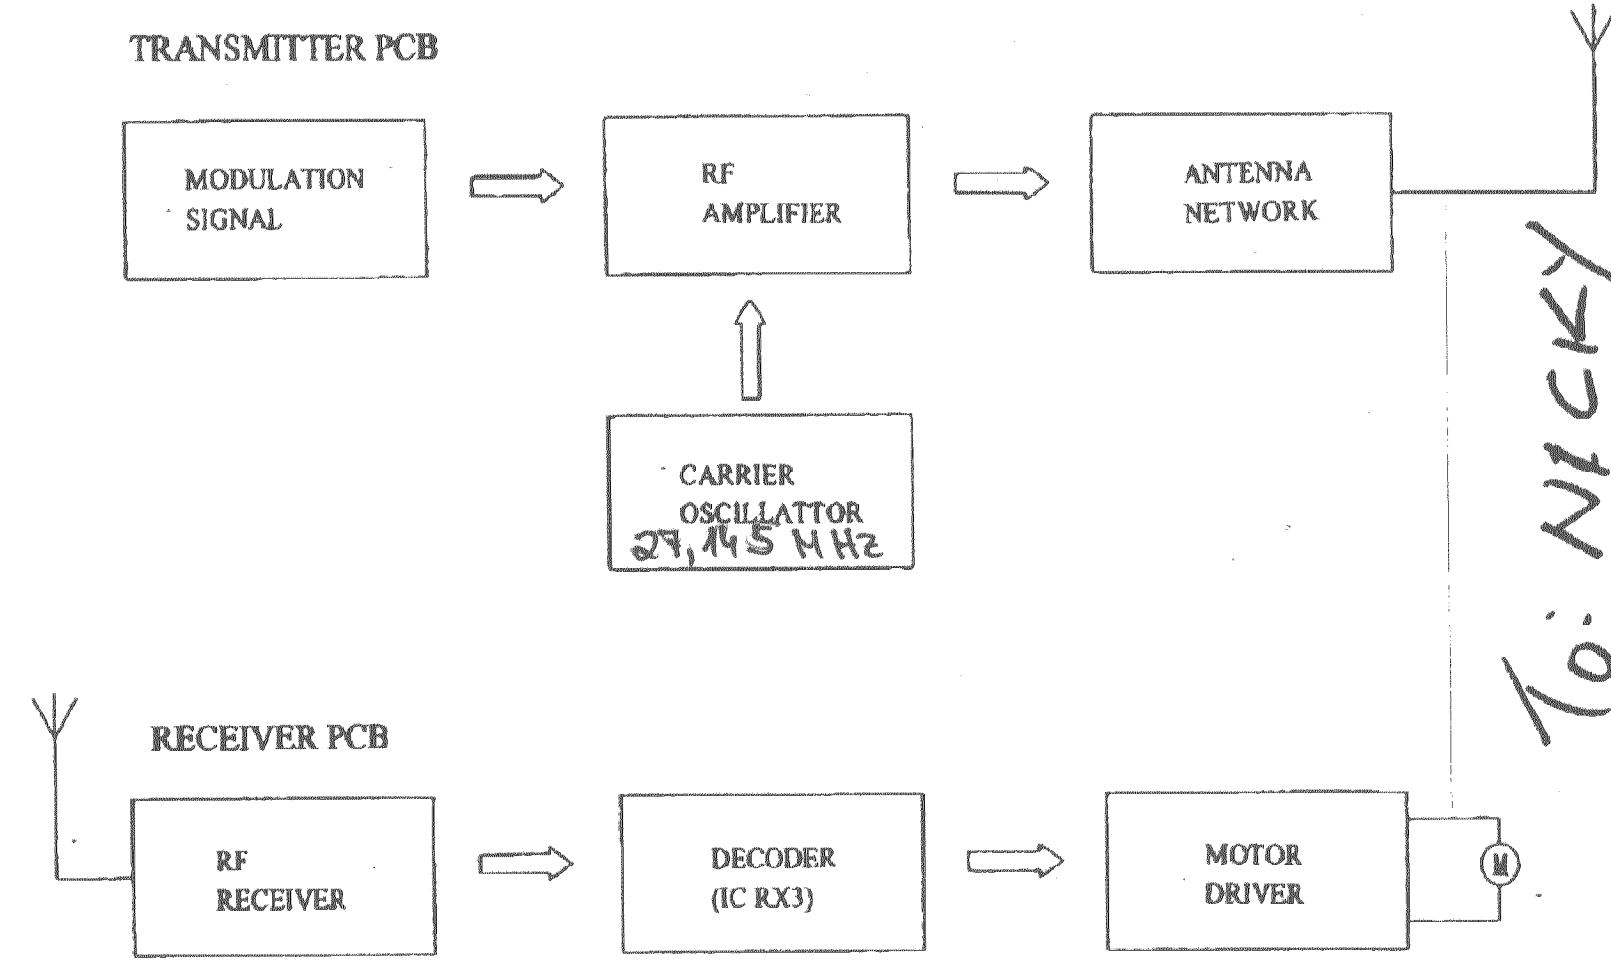 TRANSMITTER PCB
MODULATION
SIGNAL
RF
AMPLIFIER
ANTENNA
NETWORK
CARRIER
OSCILLATTOR
27,145 MHz
To: NICKY
RECEIVER PCB
RF
RECEIVER
DECODER
(IC RX3)
MOTOR
DRIVER
M